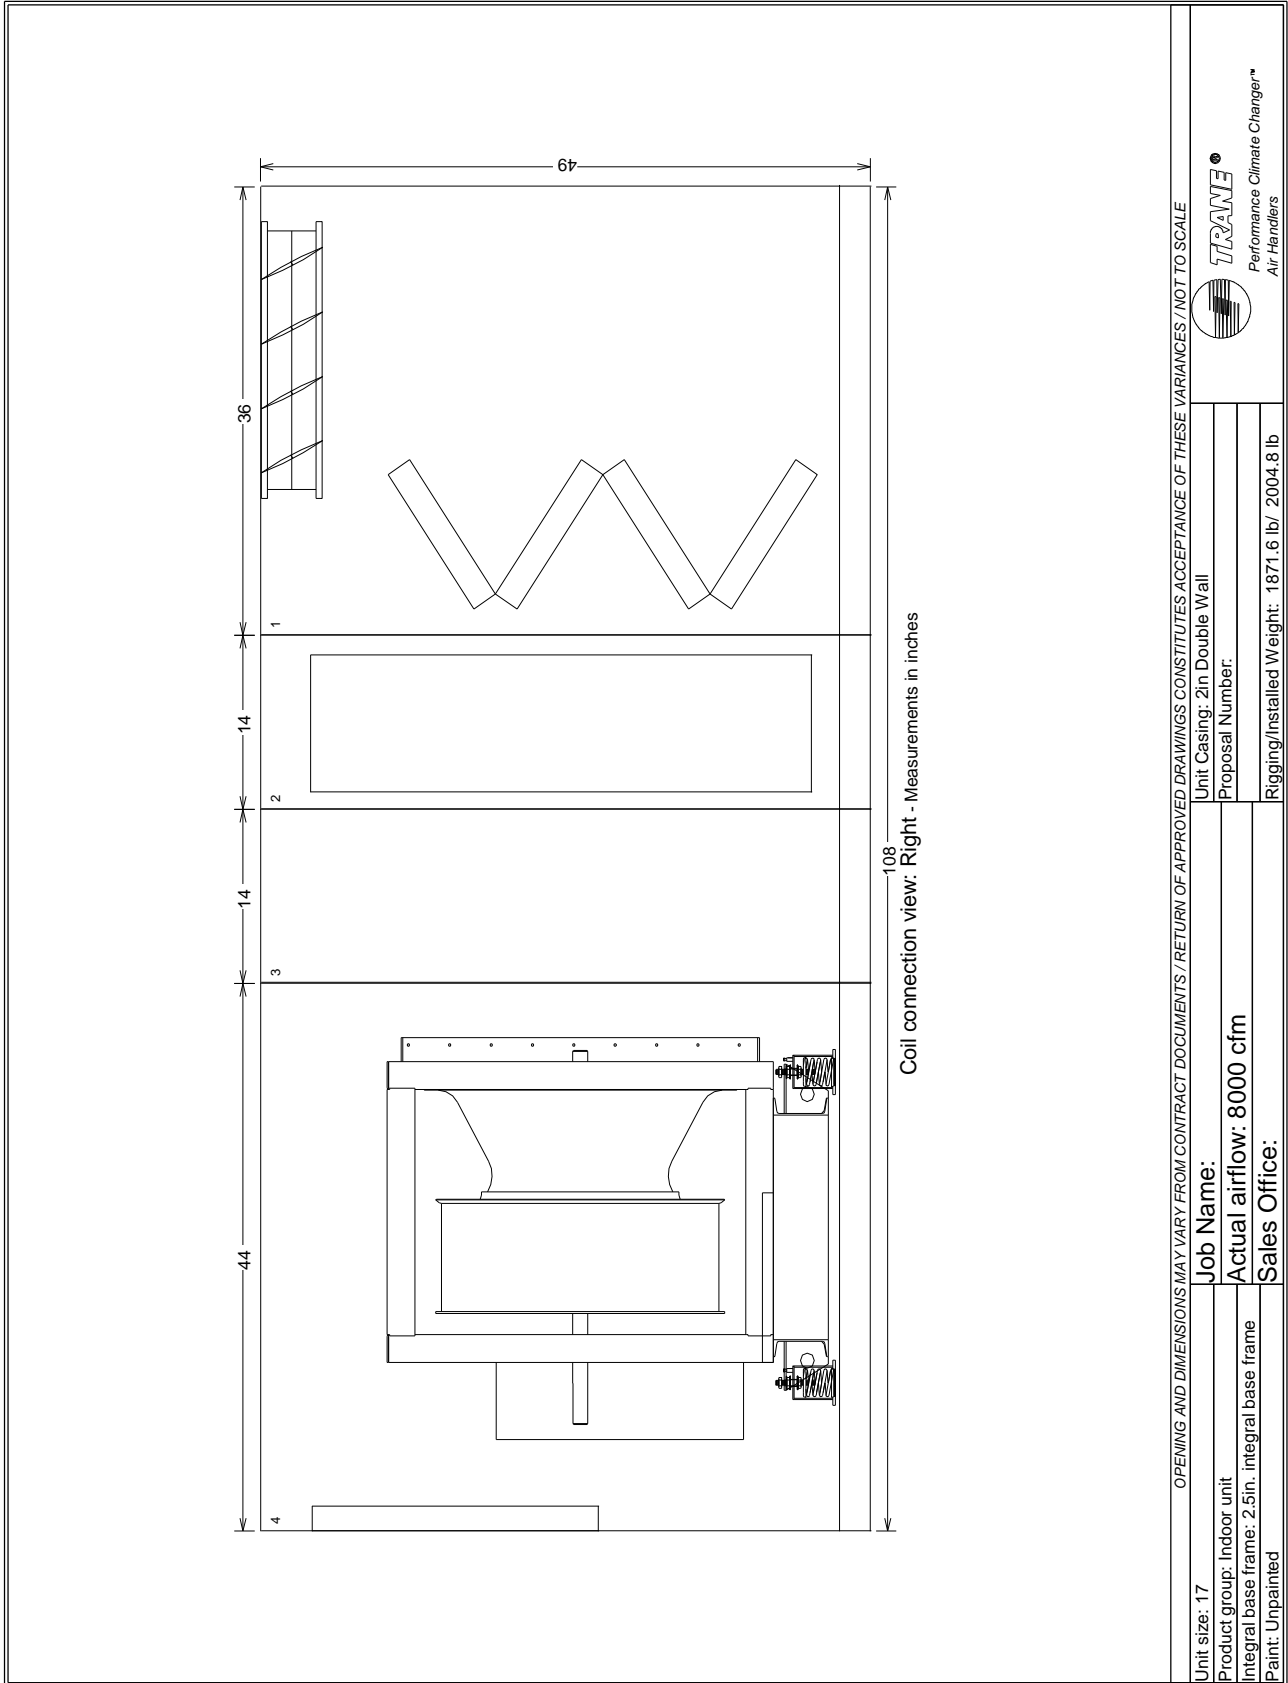 44
14
14
36
49
4
3
2
1
108
Coil connection view: Right - Measurements in inches
OPENING AND DIMENSIONS MAY VARY FROM CONTRACT DOCUMENTS / RETURN OF APPROVED DRAWINGS CONSTITUTES ACCEPTANCE OF THESE VARIANCES / NOT TO SCALE
Unit size: 17
Product group: Indoor unit
Integral base frame: 2.5in. integral base frame
Paint: Unpainted
Job Name:
Actual airflow: 8000 cfm
Sales Office:
Unit Casing: 2in Double Wall
Proposal Number:
Rigging/Installed Weight: 1871.6 lb/ 2004.8 lb
TRANE ®
Performance Climate Changer™
Air Handlers